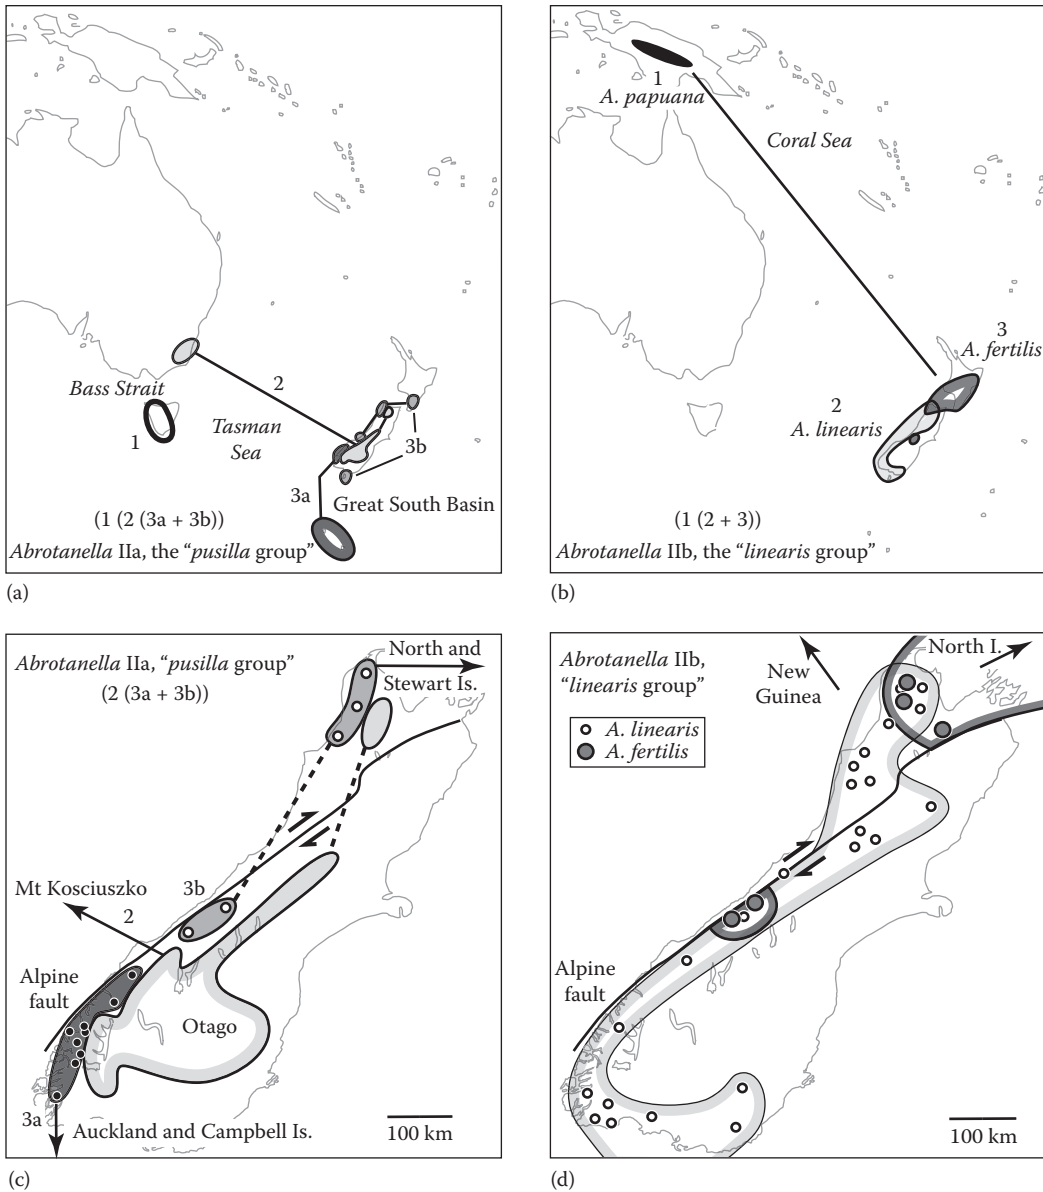 1
A. papuana
Coral Sea
3
A. fertilis
Bass Strait
2
Tasman
Sea
1
3b
2
A. linearis
3a
Great South Basin
(1 (2 (3a + 3b))
Abrotanella IIa, the “pusilla group”
(1 (2 + 3))
Abrotanella IIb, the “linearis group”
(a)
(b)
Abrotanella IIa, “pusilla group”
(2 (3a + 3b))
North and
Stewart Is.
Mt Kosciuszko
2
3b
Alpine
fault
Otago
3a
Auckland and Campbell Is.
100 km
(c)
Abrotanella IIb,
“linearis group”
New
Guinea
North I.
A. linearis
A. fertilis
Alpine
fault
100 km
(d)